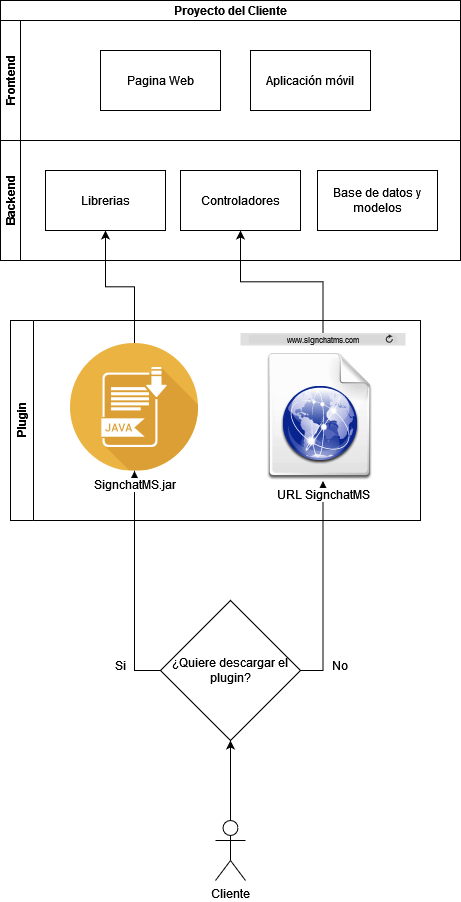 Proyecto del Cliente
Frontend
Pagina Web
Aplicación móvil
Backend
Librerias
Controladores
Base de datos y
modelos
PlugIn
JAVA
SignchatMS.jar
www.signchatms.com
URL SignchatMS
Si
¿Quiere descargar el
plugin?
No
Cliente